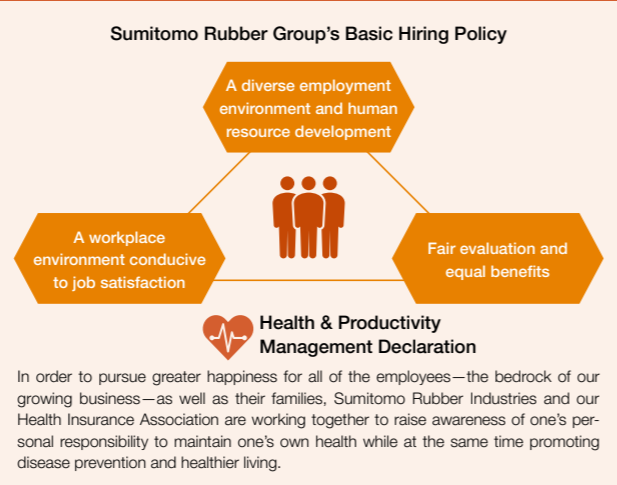 Sumitomo Rubber Group's Basic Hiring Policy
A diverse employment
environment and human
resource development
A workplace
environment conducive
to job satisfaction
Fair evaluation and
equal benefits
Health & Productivity
Management Declaration
In order to pursue greater happiness for all of the employees—the bedrock of our
growing business—as well as their families, Sumitomo Rubber Industries and our
Health Insurance Association are working together to raise awareness of one's per-
sonal responsibility to maintain one's own health while at the same time promoting
disease prevention and healthier living.